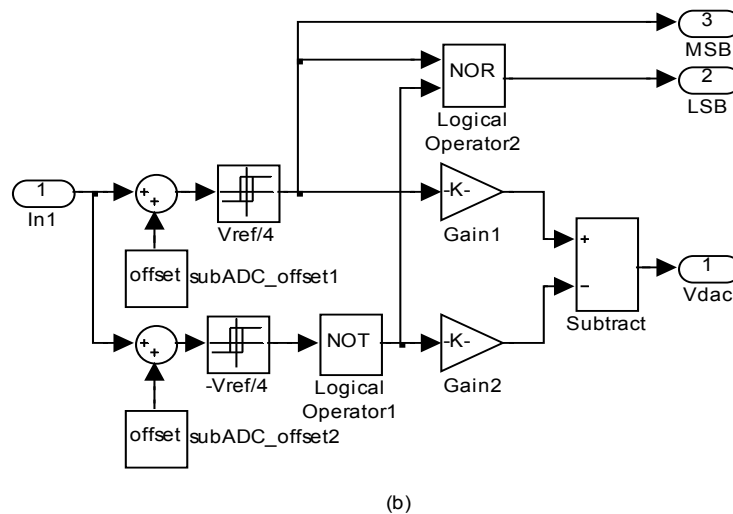 3
MSB
NOR
2
LSB
Logical
Operator2
1
In1
+
+
Vref/4
-K-
Gain1
offset
subADC_offset1
+
−
Subtract
1
Vdac
+
+
-Vref/4
NOT
Logical
Operator1
-K-
Gain2
offset
subADC_offset2
(b)